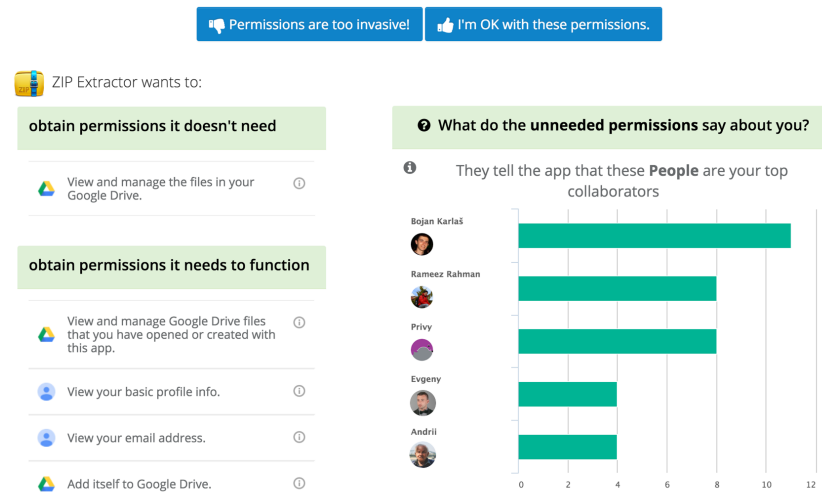 Permissions are too invasive!
I'm OK with these permissions.
ZIP
ZIP Extractor wants to:
obtain permissions it doesn't need
View and manage the files in your
Google Drive.
obtain permissions it needs to function
View and manage Google Drive files
that you have opened or created with
this app.
View your basic profile info.
View your email address.
Add itself to Google Drive.
What do the unneeded permissions say about you?
They tell the app that these People are your top
collaborators
Bojan Karlaš
Rameez Rahman
Privy
Evgeny
Andrii
0 2 4 6 8 10 12